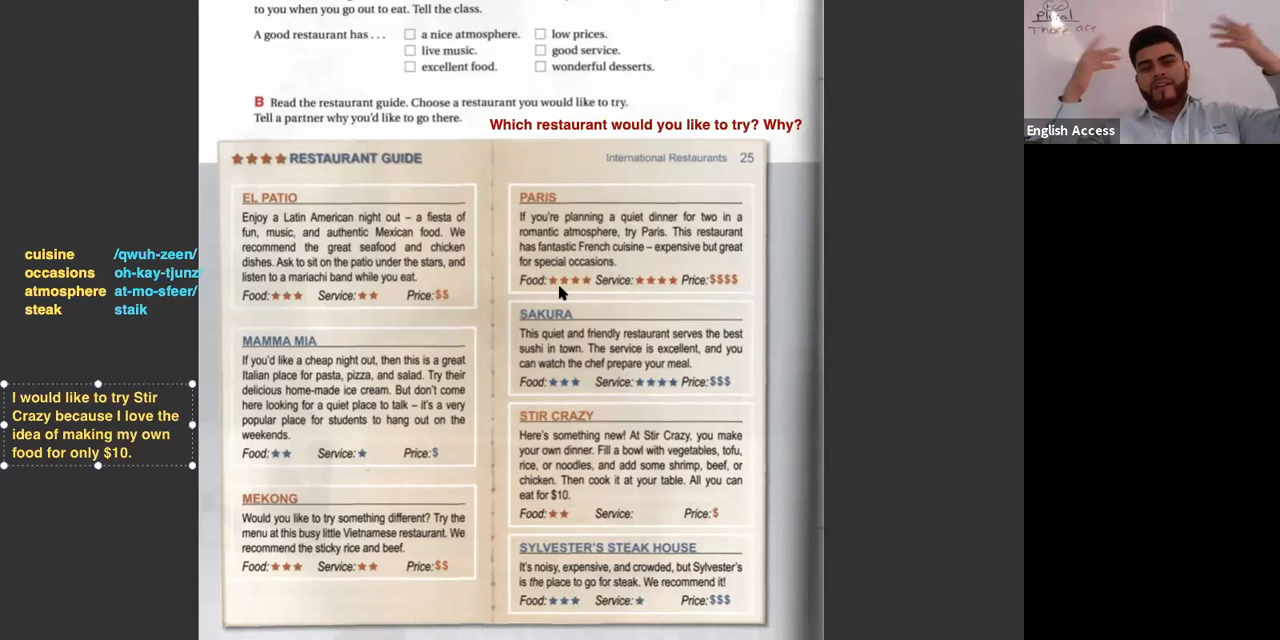 to you when you go out to eat. Tell the class.
A good restaurant has . . .
a nice atmosphere.
low prices.
live music.
good service.
excellent food.
wonderful desserts.
B Read the restaurant guide. Choose a restaurant you would like to try.
Tell a partner why you'd like to go there.
Which restaurant would you like to try? Why?
RESTAURANT GUIDE
International Restaurants 25
EL PATIO
Enjoy a Latin American night out – a fiesta of
fun, music, and authentic Mexican food. We
recommend the great seafood and chicken
dishes. Ask to sit on the patio under the stars, and
listen to a mariachi band while you eat.
Food: ★★★ Service: ★★ Price: $$
MAMMA MIA
If you'd like a cheap night out, then this is a great
Italian place for pasta, pizza, and salad. Try their
delicious home-made ice cream. But don't come
here looking for a quiet place to talk – it's a very
popular place for students to hang out on the
weekends.
Food: ★★ Service: ★ Price: $
MEKONG
Would you like to try something different? Try the
menu at this busy little Vietnamese restaurant. We
recommend the sticky rice and beef.
Food: ★★★ Service: ★★ Price: $$
PARIS
If you're planning a quiet dinner for two in a
romantic atmosphere, try Paris. This restaurant
has fantastic French cuisine – expensive but great
for special occasions.
Food: ★★★★ Service: ★★★★ Price: $$$$
SAKURA
This quiet and friendly restaurant serves the best
sushi in town. The service is excellent, and you
can watch the chef prepare your meal.
Food: ★★★ Service: ★★★★ Price: $$$
STIR CRAZY
Here's something new! At Stir Crazy, you make
your own dinner. Fill a bowl with vegetables, tofu,
rice, or noodles, and add some shrimp, beef, or
chicken. Then cook it at your table. All you can
eat for $10.
Food: ★★ Service: Price: $
SYLVESTER'S STEAK HOUSE
It's noisy, expensive, and crowded, but Sylvester's
is the place to go for steak. We recommend it!
Food: ★★★ Service: ★ Price: $$$
cuisine /qwuh-zeen/
occasions oh-kay-tjunz
atmosphere at-mo-sfeer/
steak staik
I would like to try Stir
Crazy because I love the
idea of making my own
food for only $10.
Plural
Those are
English Access